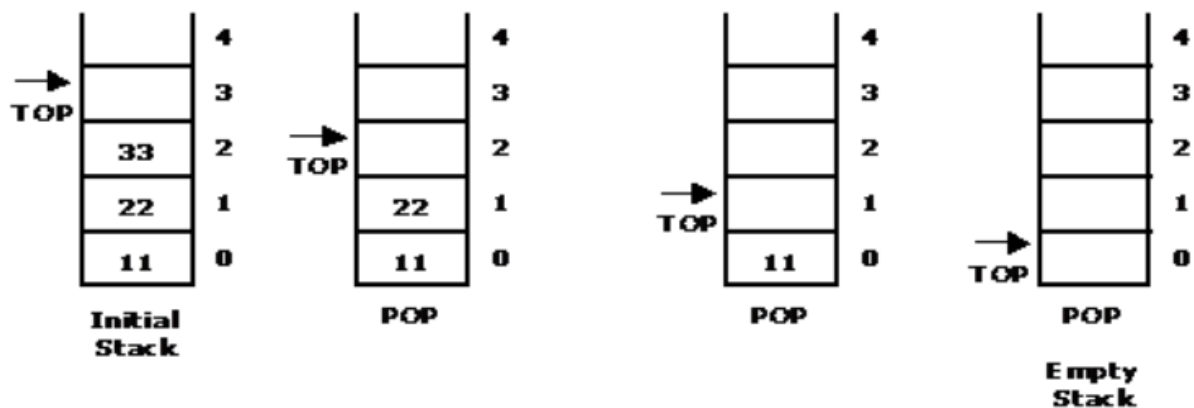 4 4 4 4
3 3 3 3
TOP
33 2 2 2 2
TOP
22 1 22 1 1 1
TOP
11 0 11 0 11 0 0
TOP
Initial POP POP POP
Stack
Empty
Stack